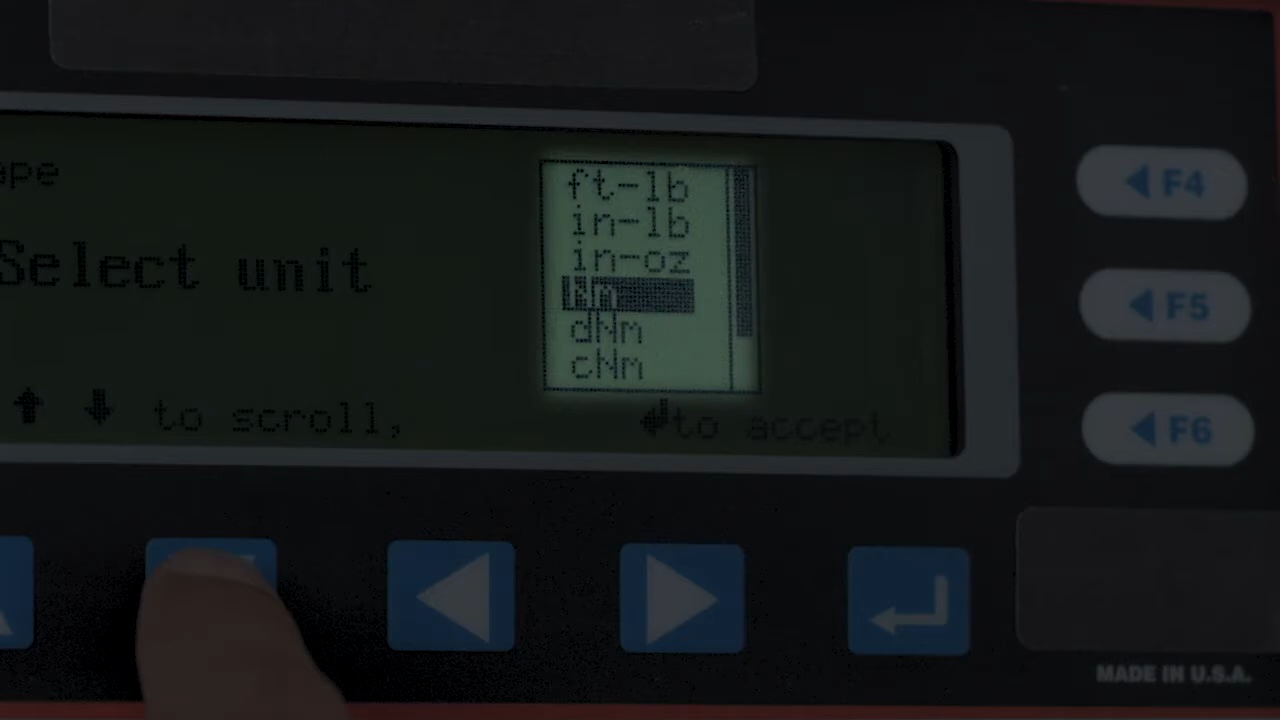 ft-lb
in-lb
in-oz
Nm
dNm
cNm
Select unit
to scroll,
to accept
F4
F5
F6
MADE IN U.S.A.